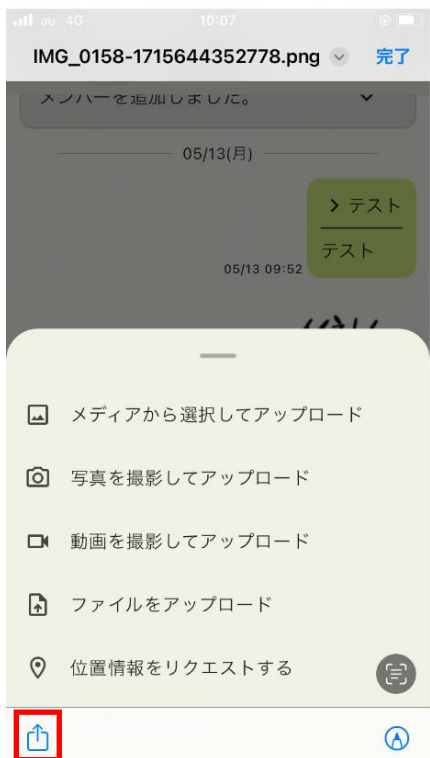 au 4G 10:07
IMG_0158-1715644352778.png 完了
メンバーを追加しました。
05/13(月)
> テスト
テスト
05/13 09:52
メディアから選択してアップロード
写真を撮影してアップロード
動画を撮影してアップロード
ファイルをアップロード
位置情報をリクエストする